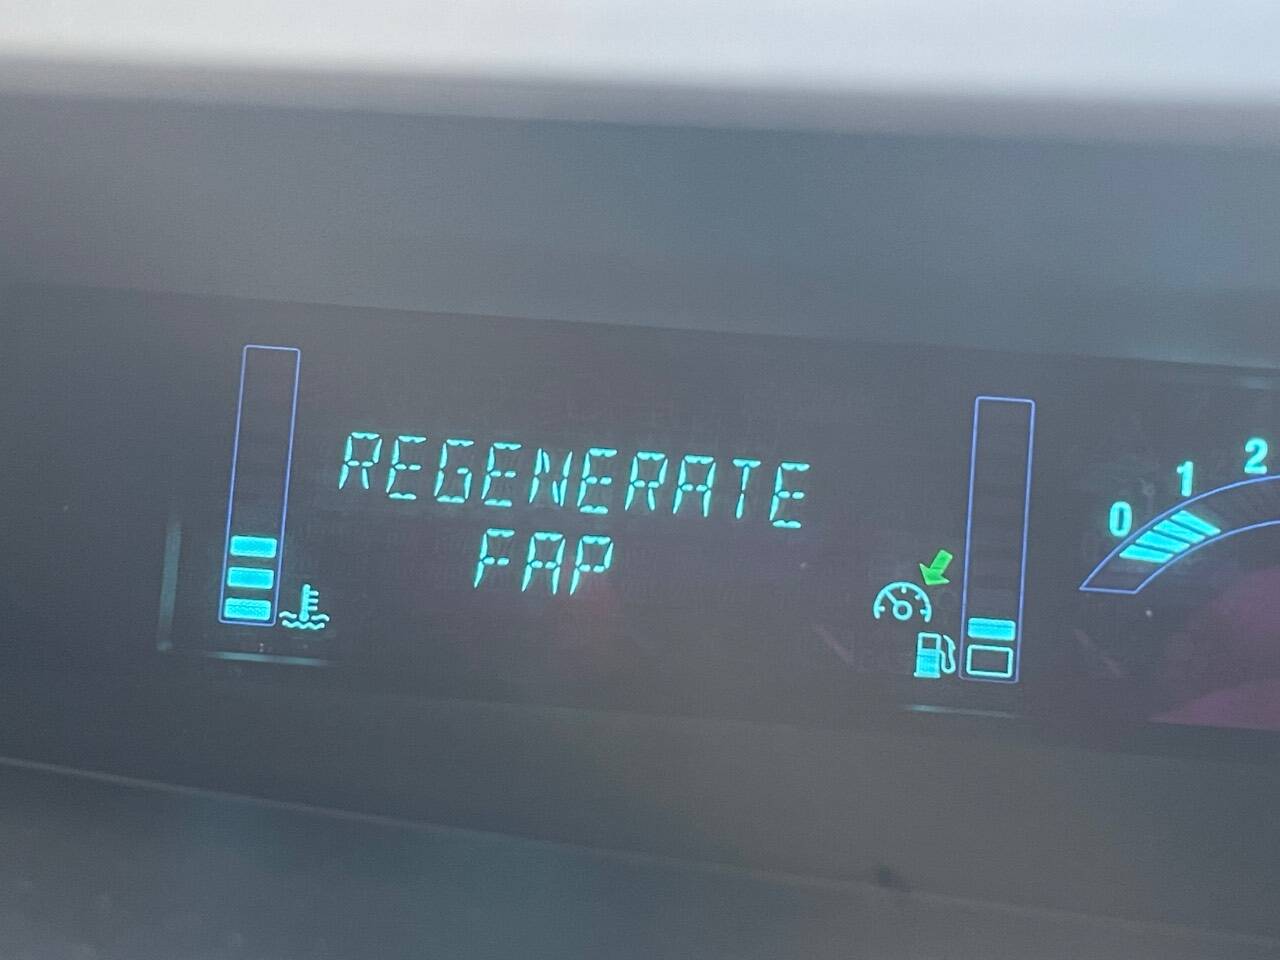 REGENERATE
FAP
0 1 2